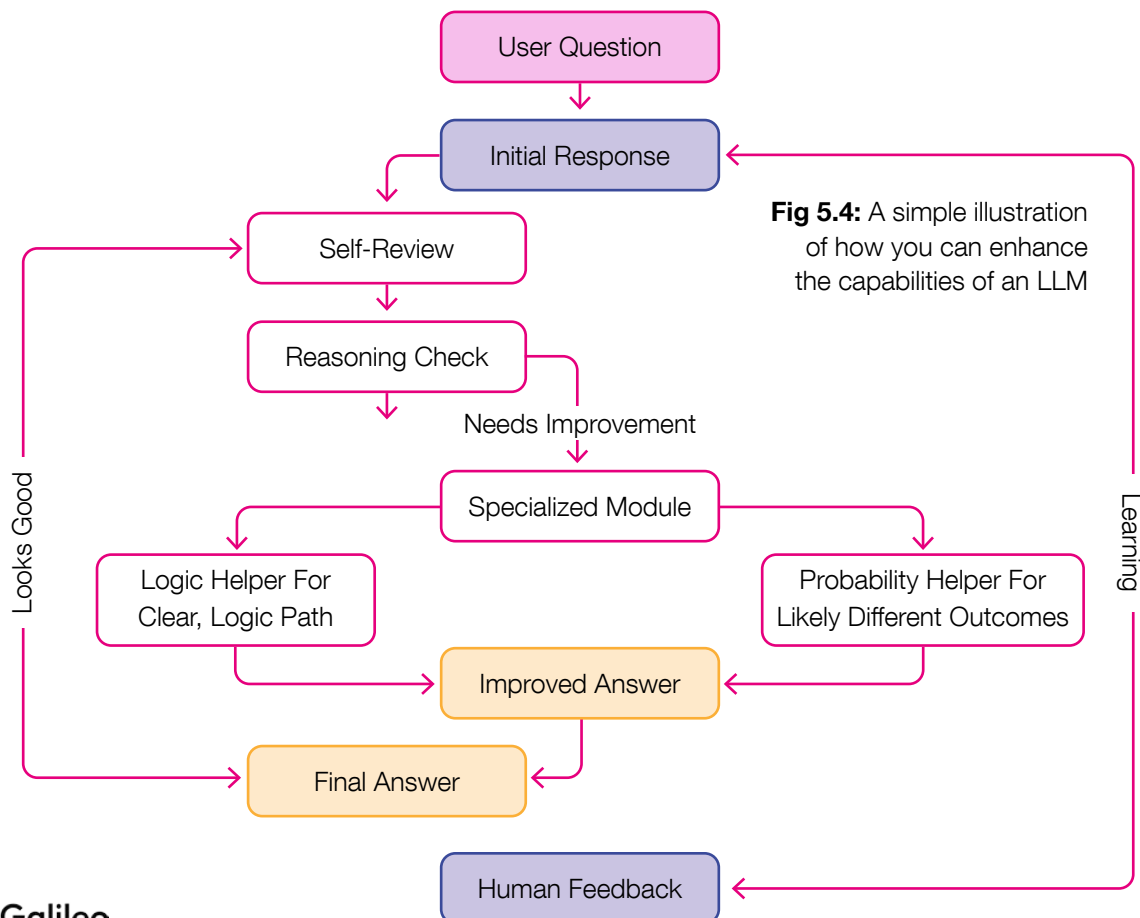 User Question
Initial Response
Fig 5.4: A simple illustration
of how you can enhance
the capabilities of an LLM
Self-Review
Reasoning Check
Needs Improvement
Specialized Module
Looks Good
Learning
Logic Helper For
Clear, Logic Path
Probability Helper For
Likely Different Outcomes
Improved Answer
Final Answer
Human Feedback
Galileo